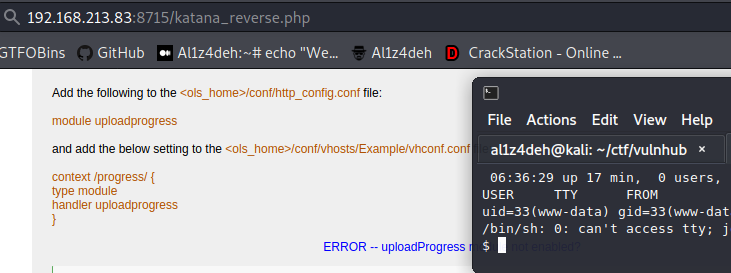 192.168.213.83:8715/katana_reverse.php
GTFOBins GitHub Al1z4deh:~# echo "We... Al1z4deh CrackStation - Online ...
Add the following to the <ols_home>/conf/http_config.conf file:
module uploadprogress
and add the below setting to the <ols_home>/conf/vhosts/Example/vhconf.conf
context /progress/ {
type module
handler uploadprogress
}
ERROR -- uploadProgress not enabled?
File Actions Edit View Help
al1z4deh@kali: ~/ctf/vulnhub ×
06:36:29 up 17 min, 0 users,
USER TTY FROM
uid=33(www-data) gid=33(www-dat
/bin/sh: 0: can't access tty; j
$